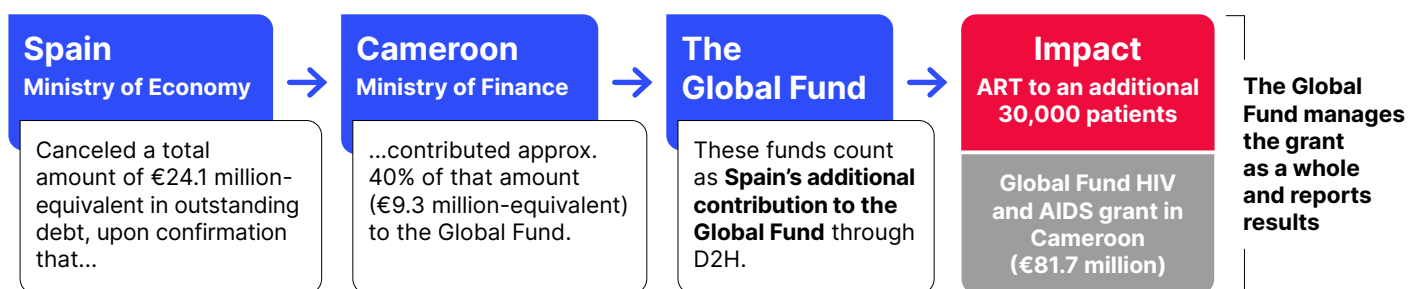 Spain
Ministry of Economy
Canceled a total
amount of €24.1 million-
equivalent in outstanding
debt, upon confirmation
that...
Cameroon
Ministry of Finance
...contributed approx.
40% of that amount
(€9.3 million-equivalent)
to the Global Fund.
The
Global Fund
These funds count
as Spain's additional
contribution to the
Global Fund through
D2H.
Impact
ART to an additional
30,000 patients
Global Fund HIV
and AIDS grant in
Cameroon
(€81.7 million)
The Global
Fund manages
the grant
as a whole
and reports
results